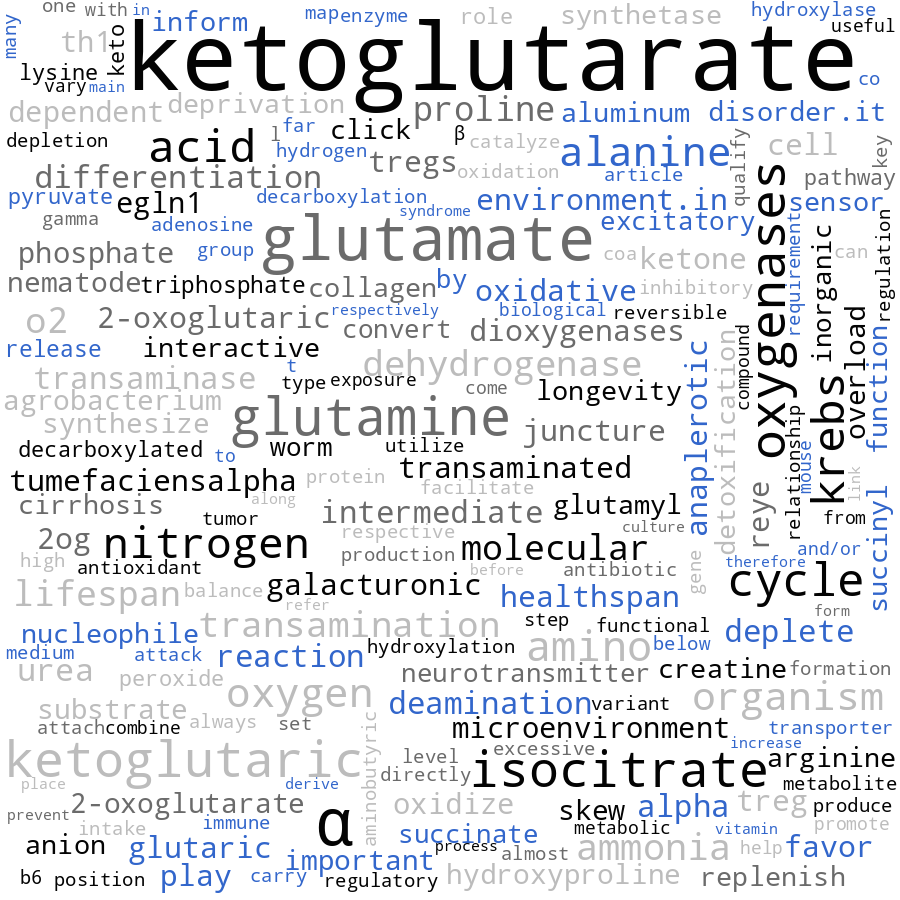 one with in inform map enzyme role synthetase hydroxylase
many th1 keto ketoglutarate useful
lysine vary main co
dependent deprivation proline aluminum disorder.it
depletion acid l far click β catalyze alanine qualify cell key
hydrogen tregs oxidation article pathway
differentiation
pyruvate egln1 decarboxylation environment.in oxygenases sensor
gamma adenosine syndrome excitatory requirement regulation
phosphate group glutamate coa ketone inorganic can
nematode triphosphate collagen by oxidative inhibitory
o2 2-oxoglutaric respectively biological reversible
release interactive convert dioxygenases compound overload function
transaminase t type exposure dehydrogenase come longevity anaplerotic detoxification krebs
agrobacterium
synthesize glutamine juncture relationship
decarboxylated to worm utilize mouse
tumefaciensalpha protein transaminated link
cirrhosis along facilitate glutamyl reye succinyl
tumor intermediate culture from
2og nitrogen respective molecular and/or
high antioxidant production before antibiotic gene therefore cycle
lifespan balance galacturonic healthspan
refer form
nucleophile transamination step functional deplete
medium attack reaction hydroxylation amino below
urea peroxide neurotransmitter creatine formation
substrate oxygen deamination variant organism
attach combine always set aminobutyric microenvironment transporter
ketoglutaric level excessive increase arginine
place derive directly isocitrate metabolite
prevent 2-oxoglutarate α oxidize skew alpha treg produce
intake immune succinate metabolic vitamin promote
anion glutaric important process almost ammonia help favor
b6 position play carry regulatory hydroxyproline replenish